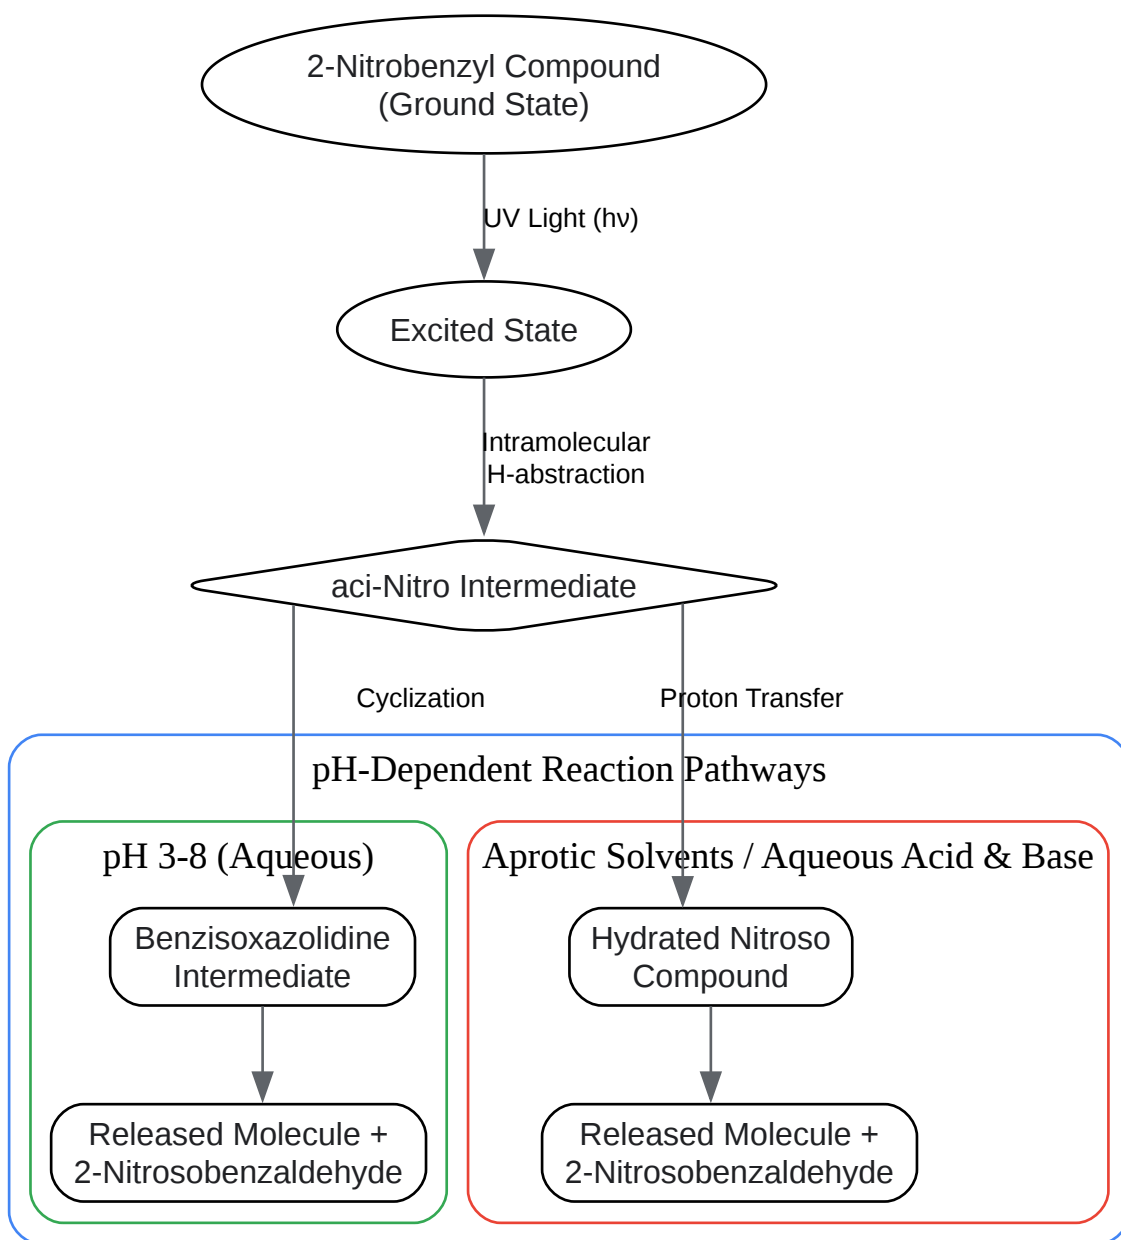 2-Nitrobenzyl Compound
(Ground State)
UV Light (hν)
Excited State
Intramolecular
H-abstraction
aci-Nitro Intermediate
Cyclization
Proton Transfer
pH-Dependent Reaction Pathways
pH 3-8 (Aqueous)
Aprotic Solvents / Aqueous Acid & Base
Benzisoxazolidine
Intermediate
Hydrated Nitroso
Compound
Released Molecule +
2-Nitrosobenzaldehyde
Released Molecule +
2-Nitrosobenzaldehyde